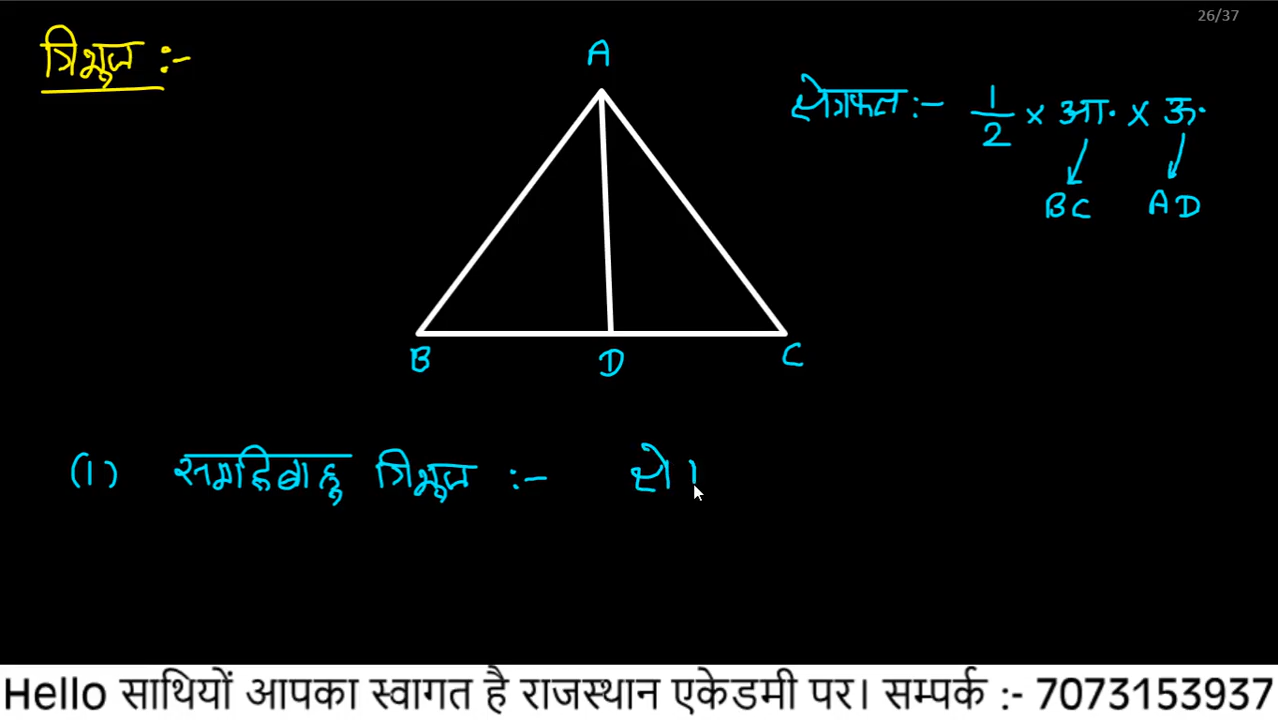 26/37
त्रिभुज :-
A
क्षेत्रफल :- 1/2 × आ. × ऊ.
BC AD
B D C
(1) समद्विबाहु त्रिभुज :- क्षे
Hello साथियों आपका स्वागत है राजस्थान एकेडमी पर। सम्पर्क :- 7073153937